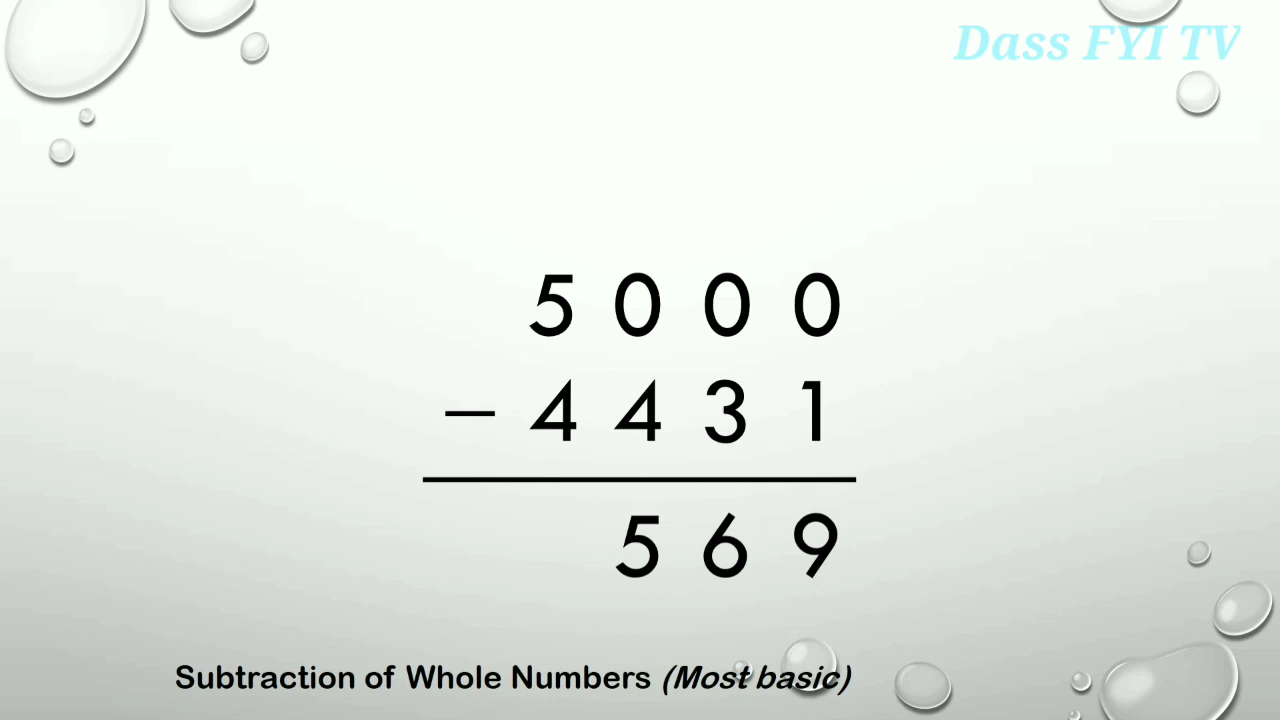 Dass FYI TV
5 0 0 0
− 4 4 3 1
5 6 9
Subtraction of Whole Numbers (Most basic)